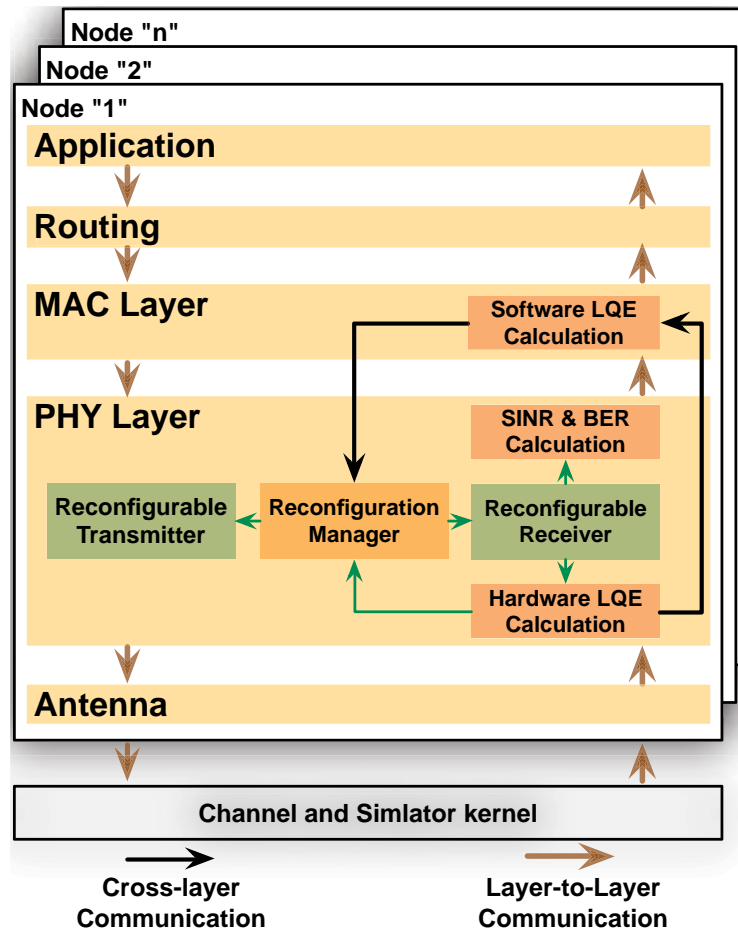 Node "n"
Node "2"
Node "1"
Application
Routing
MAC Layer
Software LQE
Calculation
PHY Layer
SINR & BER
Calculation
Reconfigurable
Transmitter
Reconfiguration
Manager
Reconfigurable
Receiver
Hardware LQE
Calculation
Antenna
Channel and Simlator kernel
Cross-layer
Communication
Layer-to-Layer
Communication